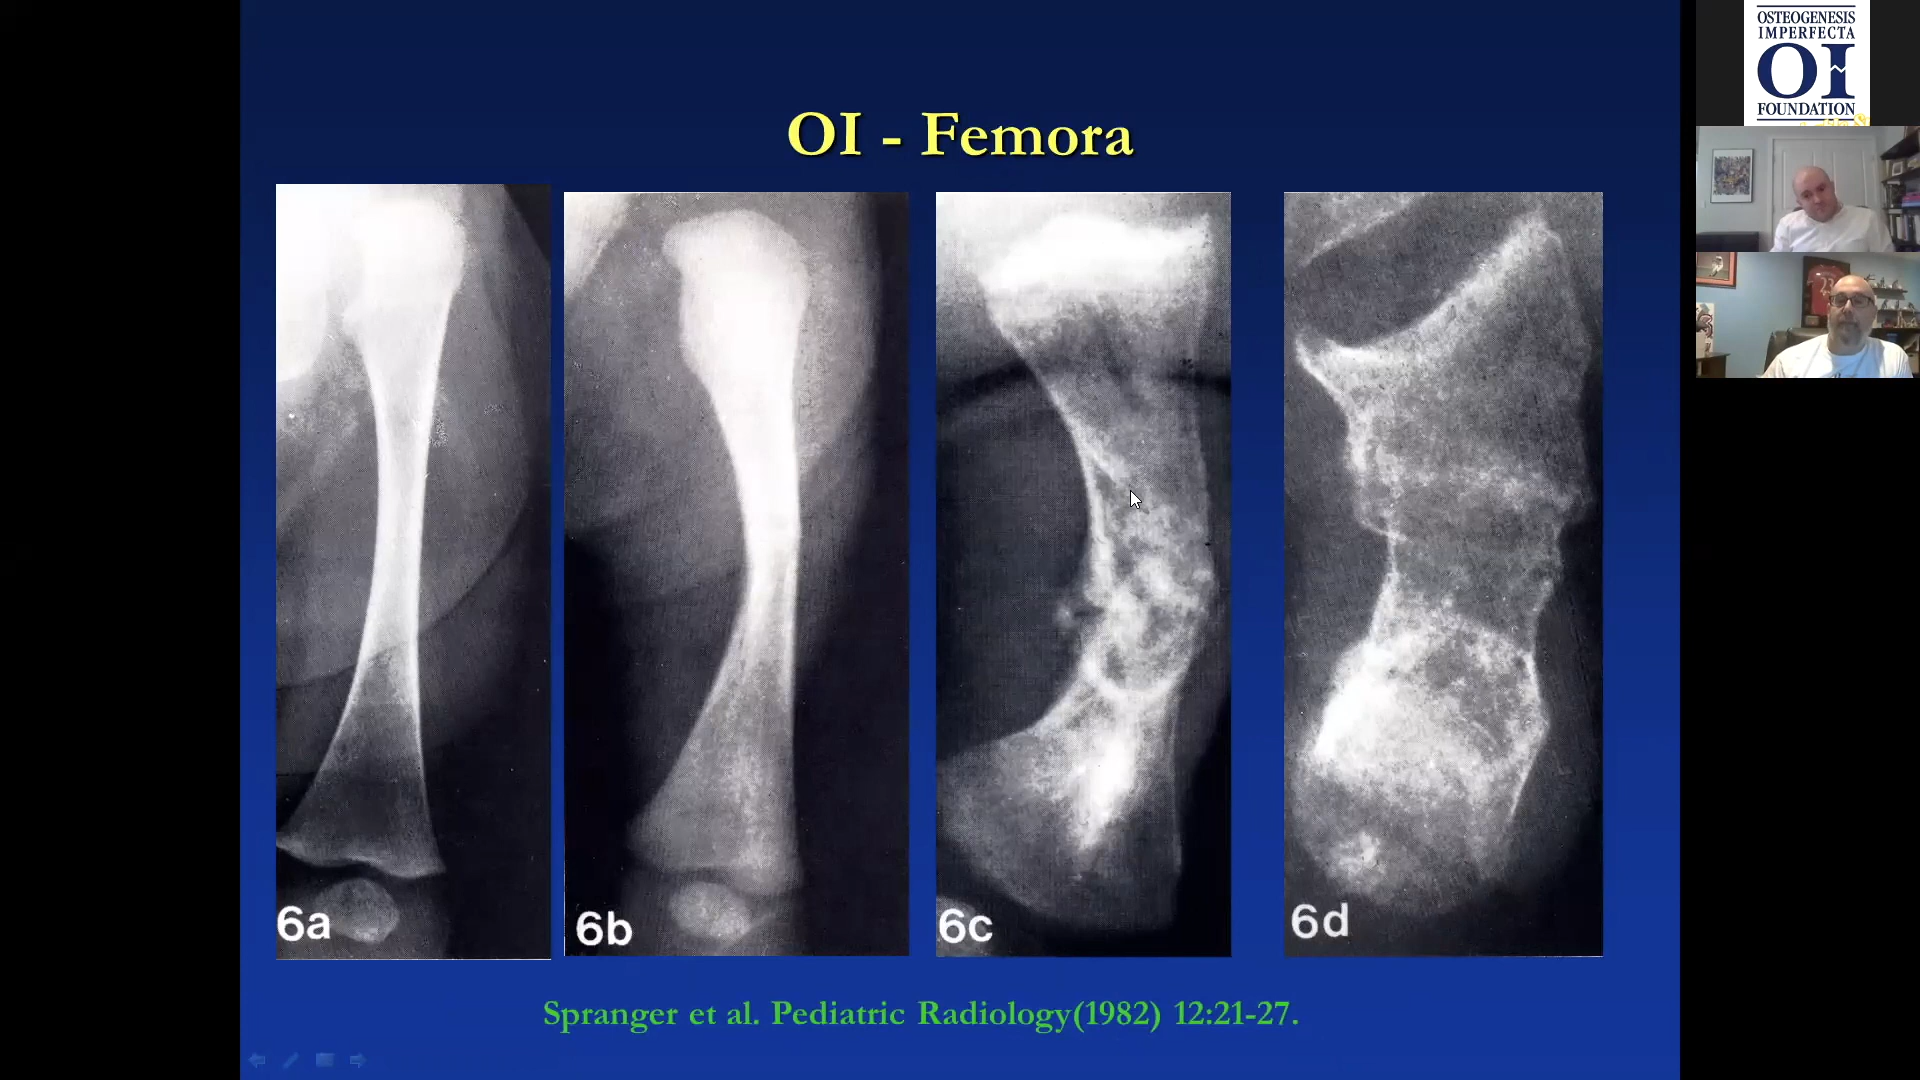 OI - Femora
6a
6b
6c
6d
Spranger et al. Pediatric Radiology(1982) 12:21-27.
OSTEOGENESIS
IMPERFECTA
OI
FOUNDATION
23